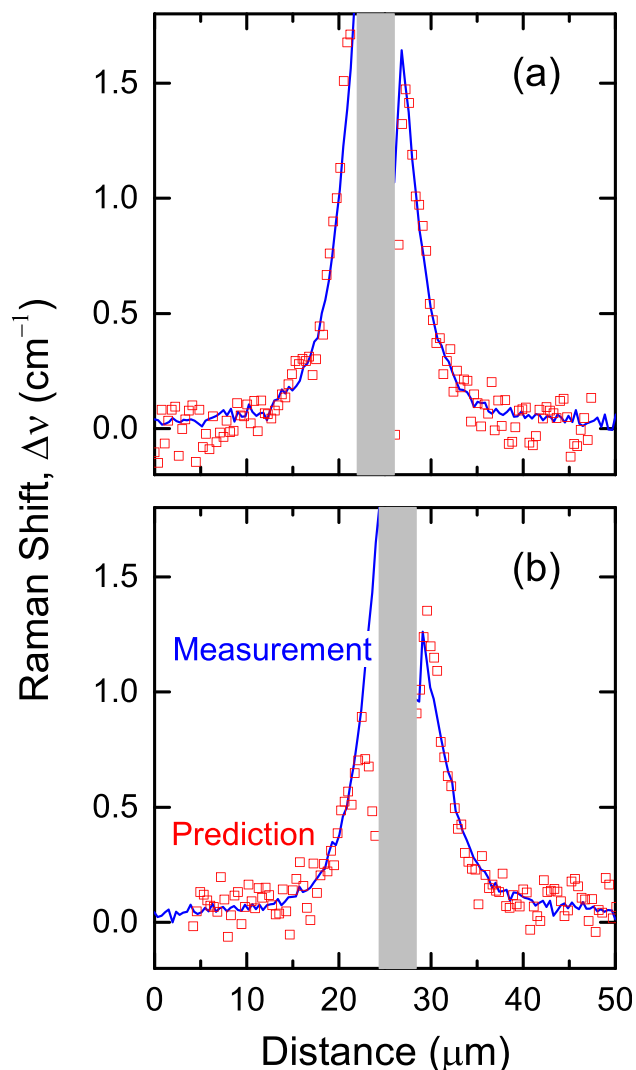 (a)
1.5
1.0
0.5
0.0
Raman Shift, Δν (cm⁻¹)
(b)
1.5
Measurement
1.0
Prediction
0.5
0.0
0 10 20 30 40 50
Distance (μm)